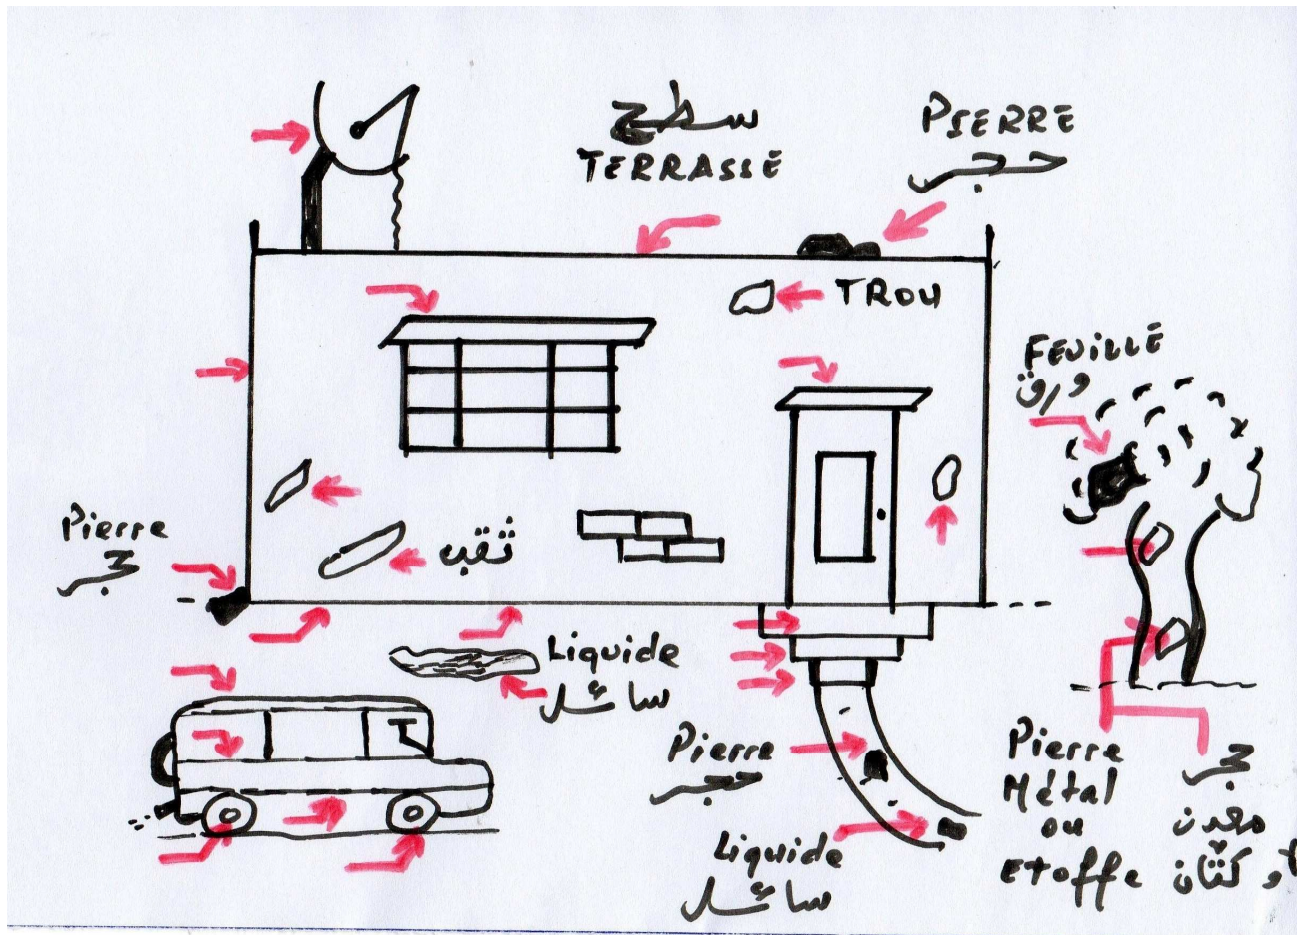 سطح
TERRASSE
PIERRE
حجر
TROU
FEUILLE
ورق
Pierre
حجر
ثقب
Liquide
سائل
Pierre
حجر
Liquide
سائل
Pierre
Métal
ou
Etoffe
حجر
معدن
أو كتان